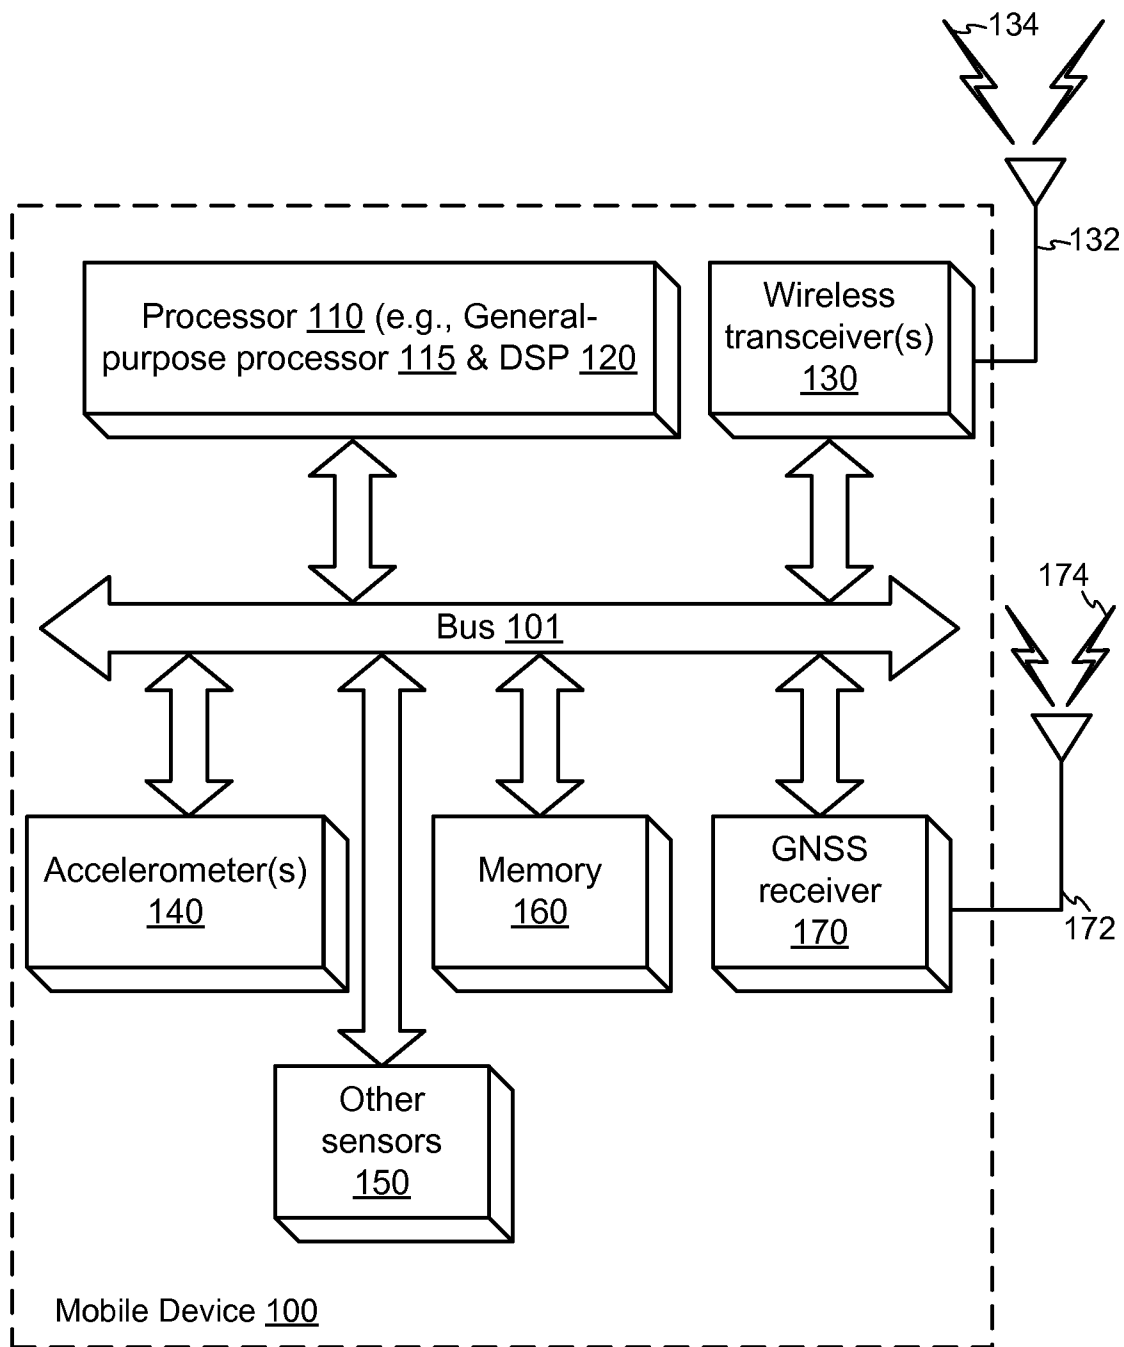 134
132
Processor 110 (e.g., General-
purpose processor 115 & DSP 120
Wireless
transceiver(s)
130
Bus 101
174
Accelerometer(s)
140
Memory
160
GNSS
receiver
170
172
Other
sensors
150
Mobile Device 100